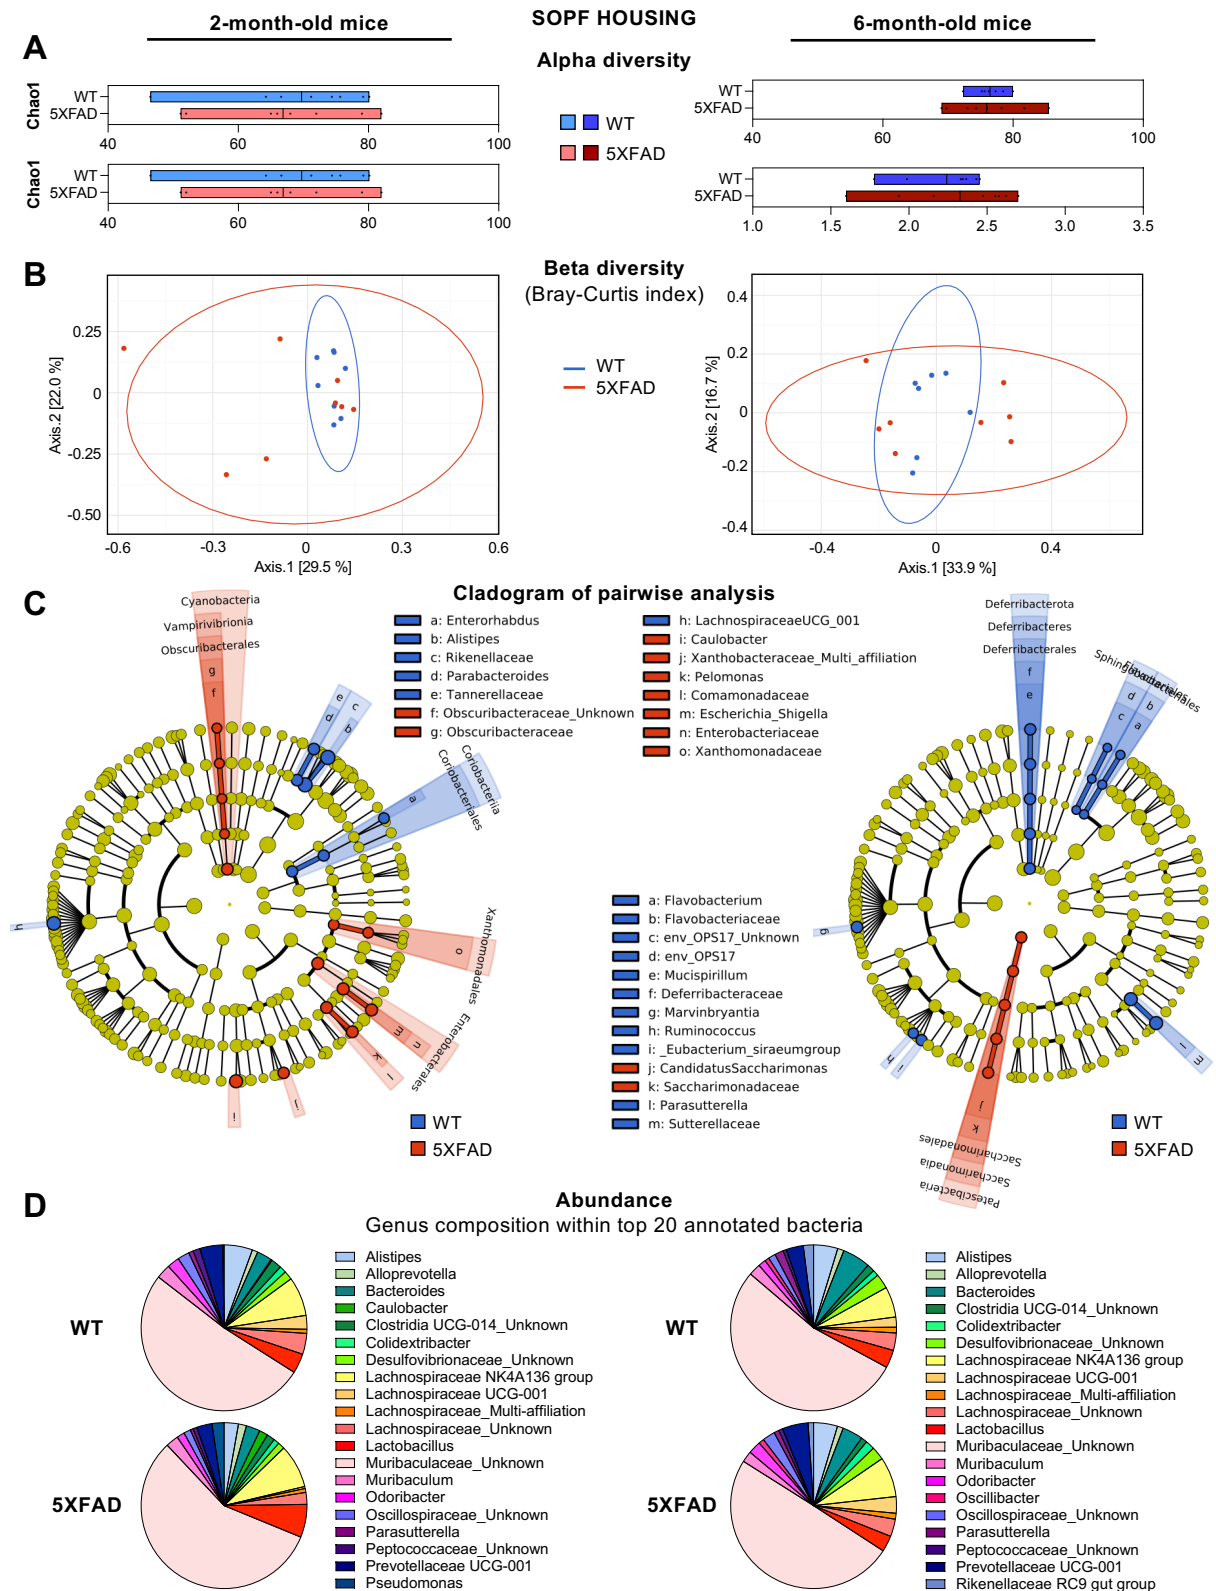 2-month-old mice
SOPF HOUSING
6-month-old mice
A
Alpha diversity
Chao1
WT
5XFAD
40
60
80
100
Chao1
WT
5XFAD
40
60
80
100
WT
5XFAD
WT
5XFAD
40
60
80
100
WT
5XFAD
1.0
1.5
2.0
2.5
3.0
3.5
B
Beta diversity
(Bray-Curtis index)
Axis.2 [22.0 %]
0.25
0
-0.25
-0.50
-0.6
-0.3
0
0.3
0.6
Axis.1 [29.5 %]
WT
5XFAD
Axis.2 [16.7 %]
0.4
0.2
0
-0.2
-0.4
-0.4
0
0.4
Axis.1 [33.9 %]
C
Cladogram of pairwise analysis
Cyanobacteria
Vampirivibrionia
Obscuribacterales
g
f
e
c
d
b
Coriobacteriia
Coriobacteriales
a
h
Xanthomonadales
o
Enterobacterales
n
m
l
k
j
i
a: Enterorhabdus
b: Alistipes
c: Rikenellaceae
d: Parabacteroides
e: Tannerellaceae
f: Obscuribacteraceae_Unknown
g: Obscuribacteraceae
h: LachnospiraceaeUCG_001
i: Caulobacter
j: Xanthobacteraceae_Multi_affiliation
k: Pelomonas
l: Comamonadaceae
m: Escherichia_Shigella
n: Enterobacteriaceae
o: Xanthomonadaceae
WT
5XFAD
Deferribacterota
Deferribacteres
Deferribacterales
f
e
Sphingobacteriales
Flavobacteriales
d
b
c
a
g
h
i
l
m
j
k
Saccharimonadales
Saccharimonadia
Patescibacteria
a: Flavobacterium
b: Flavobacteriaceae
c: env_OPS17_Unknown
d: env_OPS17
e: Mucispirillum
f: Deferribacteraceae
g: Marvinbryantia
h: Ruminococcus
i: _Eubacterium_siraeumgroup
j: CandidatusSaccharimonas
k: Saccharimonadaceae
l: Parasutterella
m: Sutterellaceae
WT
5XFAD
D
Abundance
Genus composition within top 20 annotated bacteria
WT
5XFAD
Alistipes
Alloprevotella
Bacteroides
Caulobacter
Clostridia UCG-014_Unknown
Colidextribacter
Desulfovibrionaceae_Unknown
Lachnospiraceae NK4A136 group
Lachnospiraceae UCG-001
Lachnospiraceae_Multi-affiliation
Lachnospiraceae_Unknown
Lactobacillus
Muribaculaceae_Unknown
Muribaculum
Odoribacter
Oscillospiraceae_Unknown
Parasutterella
Peptococcaceae_Unknown
Prevotellaceae UCG-001
Pseudomonas
WT
5XFAD
Alistipes
Alloprevotella
Bacteroides
Clostridia UCG-014_Unknown
Colidextribacter
Desulfovibrionaceae_Unknown
Lachnospiraceae NK4A136 group
Lachnospiraceae UCG-001
Lachnospiraceae_Multi-affiliation
Lachnospiraceae_Unknown
Lactobacillus
Muribaculaceae_Unknown
Muribaculum
Odoribacter
Oscillibacter
Oscillospiraceae_Unknown
Parasutterella
Peptococcaceae_Unknown
Prevotellaceae UCG-001
Rikenellaceae RC9 gut group